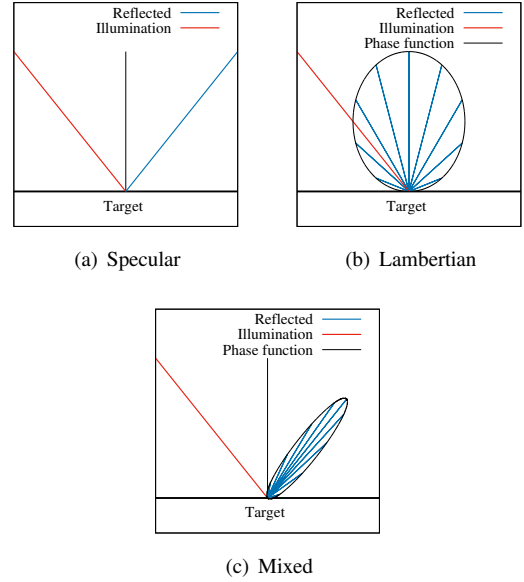 Reflected
Illumination
Target
(a) Specular
Reflected
Illumination
Phase function
Target
(b) Lambertian
Reflected
Illumination
Phase function
Target
(c) Mixed